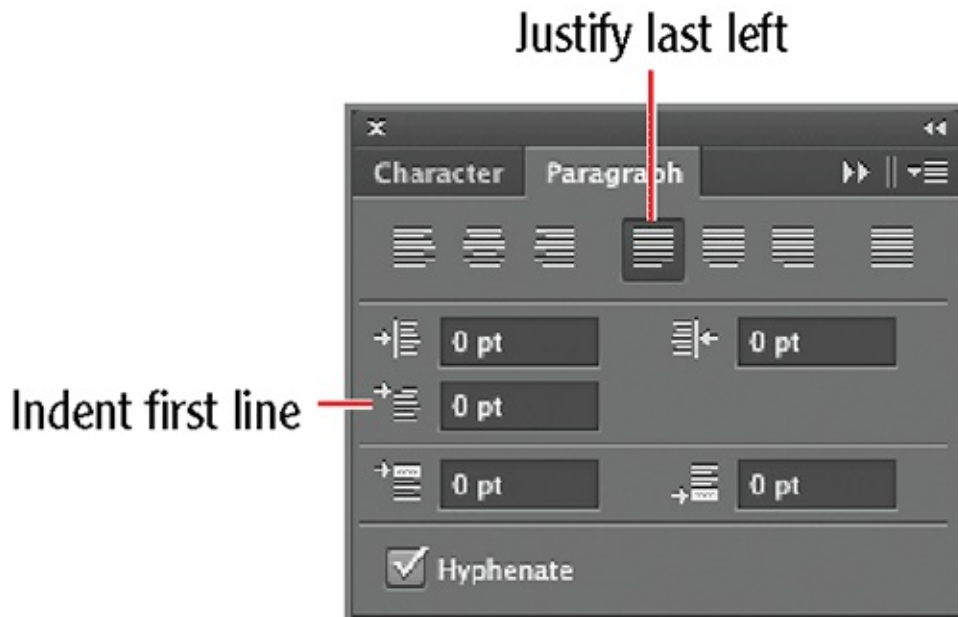 Justify last left
Character Paragraph
0 pt 0 pt
Indent first line 0 pt
0 pt 0 pt
Hyphenate